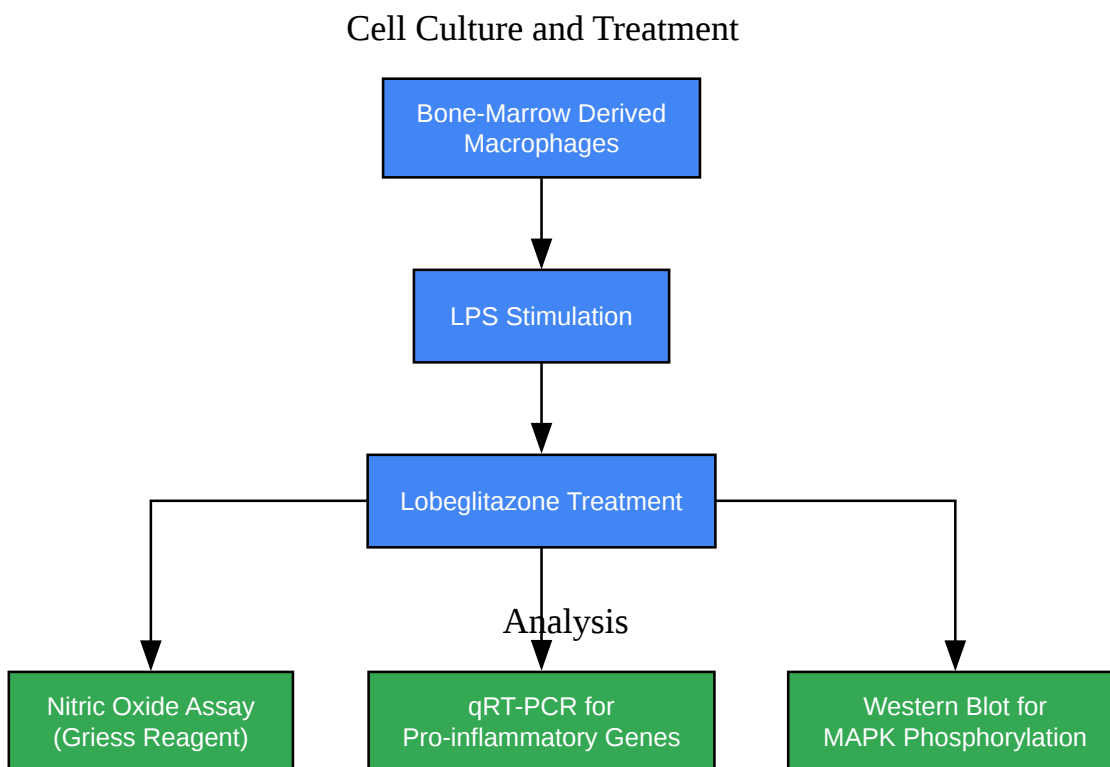 Cell Culture and Treatment
Bone-Marrow Derived
Macrophages
LPS Stimulation
Lobeglitazone Treatment
Analysis
Nitric Oxide Assay
(Griess Reagent)
qRT-PCR for
Pro-inflammatory Genes
Western Blot for
MAPK Phosphorylation